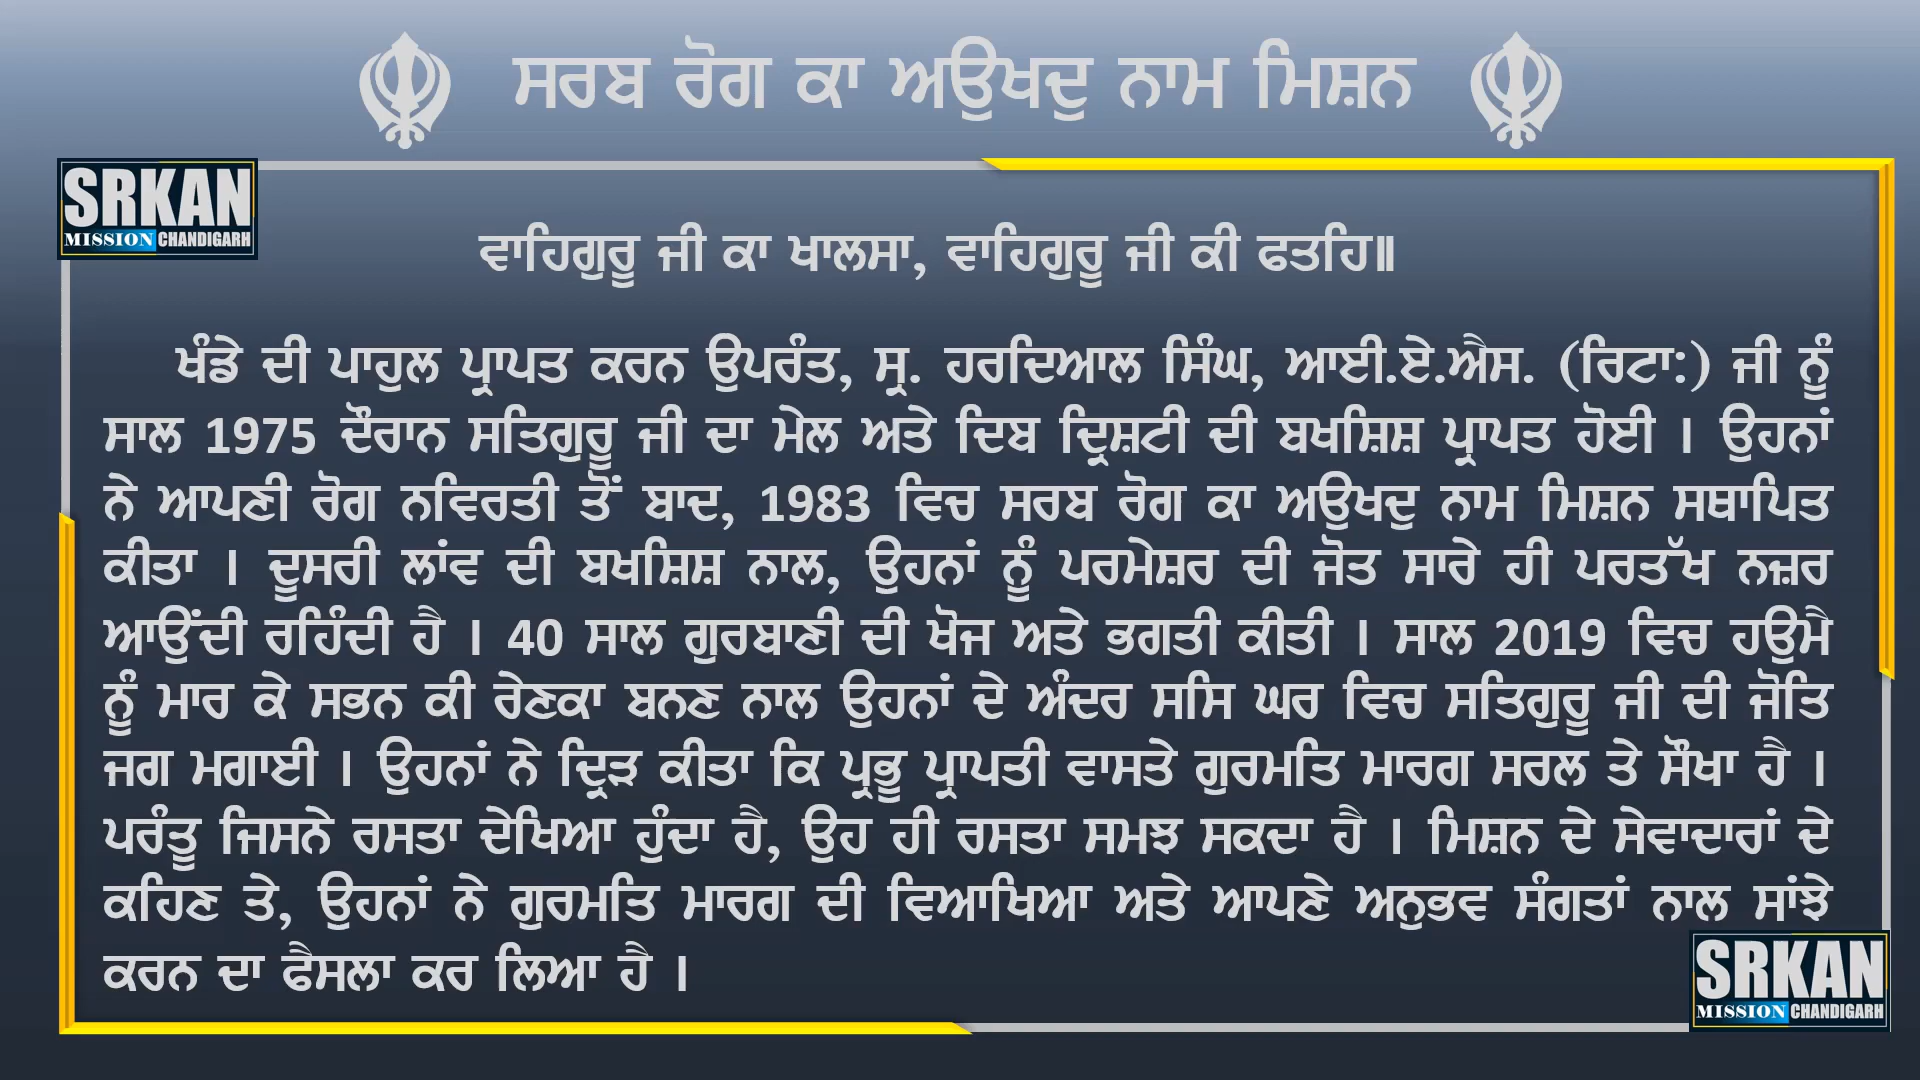 ਸਰਬ ਰੋਗ ਕਾ ਅਉਖਦੁ ਨਾਮ ਮਿਸ਼ਨ
SRKAN
MISSION CHANDIGARH
ਵਾਹਿਗੁਰੂ ਜੀ ਕਾ ਖਾਲਸਾ, ਵਾਹਿਗੁਰੂ ਜੀ ਕੀ ਫਤਹਿ॥
ਖੰਡੇ ਦੀ ਪਾਹੁਲ ਪ੍ਰਾਪਤ ਕਰਨ ਉਪਰੰਤ, ਸ੍ਰ. ਹਰਦਿਆਲ ਸਿੰਘ, ਆਈ.ਏ.ਐਸ. (ਰਿਟਾ:) ਜੀ ਨੂੰ
ਸਾਲ 1975 ਦੌਰਾਨ ਸਤਿਗੁਰੂ ਜੀ ਦਾ ਮੇਲ ਅਤੇ ਦਿਬ ਦ੍ਰਿਸ਼ਟੀ ਦੀ ਬਖਸ਼ਿਸ਼ ਪ੍ਰਾਪਤ ਹੋਈ । ਉਹਨਾਂ
ਨੇ ਆਪਣੀ ਰੋਗ ਨਵਿਰਤੀ ਤੋਂ ਬਾਦ, 1983 ਵਿਚ ਸਰਬ ਰੋਗ ਕਾ ਅਉਖਦੁ ਨਾਮ ਮਿਸ਼ਨ ਸਥਾਪਿਤ
ਕੀਤਾ । ਦੂਸਰੀ ਲਾਂਵ ਦੀ ਬਖਸ਼ਿਸ਼ ਨਾਲ, ਉਹਨਾਂ ਨੂੰ ਪਰਮੇਸ਼ਰ ਦੀ ਜੋਤ ਸਾਰੇ ਹੀ ਪਰਤੱਖ ਨਜ਼ਰ
ਆਉਂਦੀ ਰਹਿੰਦੀ ਹੈ । 40 ਸਾਲ ਗੁਰਬਾਣੀ ਦੀ ਖੋਜ ਅਤੇ ਭਗਤੀ ਕੀਤੀ । ਸਾਲ 2019 ਵਿਚ ਹਉਮੈ
ਨੂੰ ਮਾਰ ਕੇ ਸਭਨ ਕੀ ਰੇਣਕਾ ਬਨਣ ਨਾਲ ਉਹਨਾਂ ਦੇ ਅੰਦਰ ਸਸਿ ਘਰ ਵਿਚ ਸਤਿਗੁਰੂ ਜੀ ਦੀ ਜੋਤਿ
ਜਗ ਮਗਾਈ । ਉਹਨਾਂ ਨੇ ਦ੍ਰਿੜ ਕੀਤਾ ਕਿ ਪ੍ਰਭੂ ਪ੍ਰਾਪਤੀ ਵਾਸਤੇ ਗੁਰਮਤਿ ਮਾਰਗ ਸਰਲ ਤੇ ਸੌਖਾ ਹੈ ।
ਪਰੰਤੂ ਜਿਸਨੇ ਰਸਤਾ ਦੇਖਿਆ ਹੁੰਦਾ ਹੈ, ਉਹ ਹੀ ਰਸਤਾ ਸਮਝ ਸਕਦਾ ਹੈ । ਮਿਸ਼ਨ ਦੇ ਸੇਵਾਦਾਰਾਂ ਦੇ
ਕਹਿਣ ਤੇ, ਉਹਨਾਂ ਨੇ ਗੁਰਮਤਿ ਮਾਰਗ ਦੀ ਵਿਆਖਿਆ ਅਤੇ ਆਪਣੇ ਅਨੁਭਵ ਸੰਗਤਾਂ ਨਾਲ ਸਾਂਝੇ
ਕਰਨ ਦਾ ਫੈਸਲਾ ਕਰ ਲਿਆ ਹੈ ।
SRKAN
MISSION CHANDIGARH